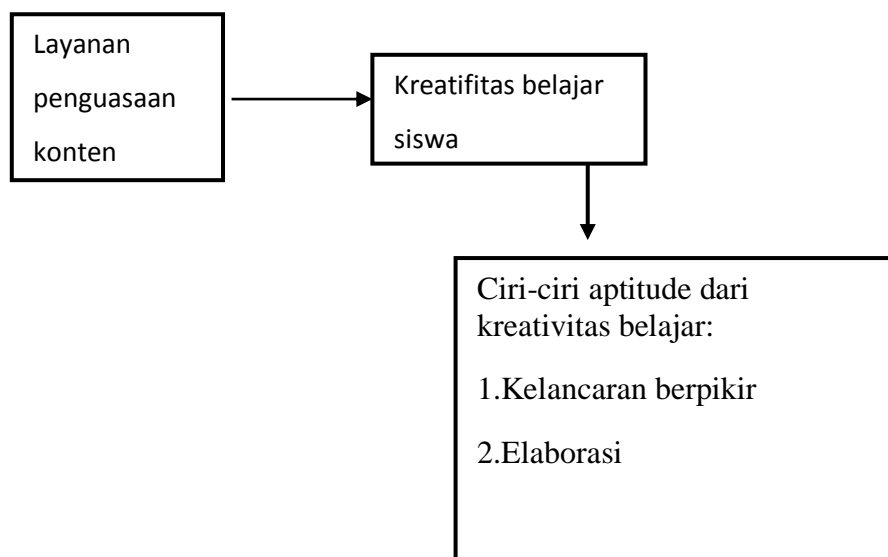 Layanan
penguasaan
konten
Kreatifitas belajar
siswa
Ciri-ciri aptitude dari
kreativitas belajar:
1.Kelancaran berpikir
2.Elaborasi